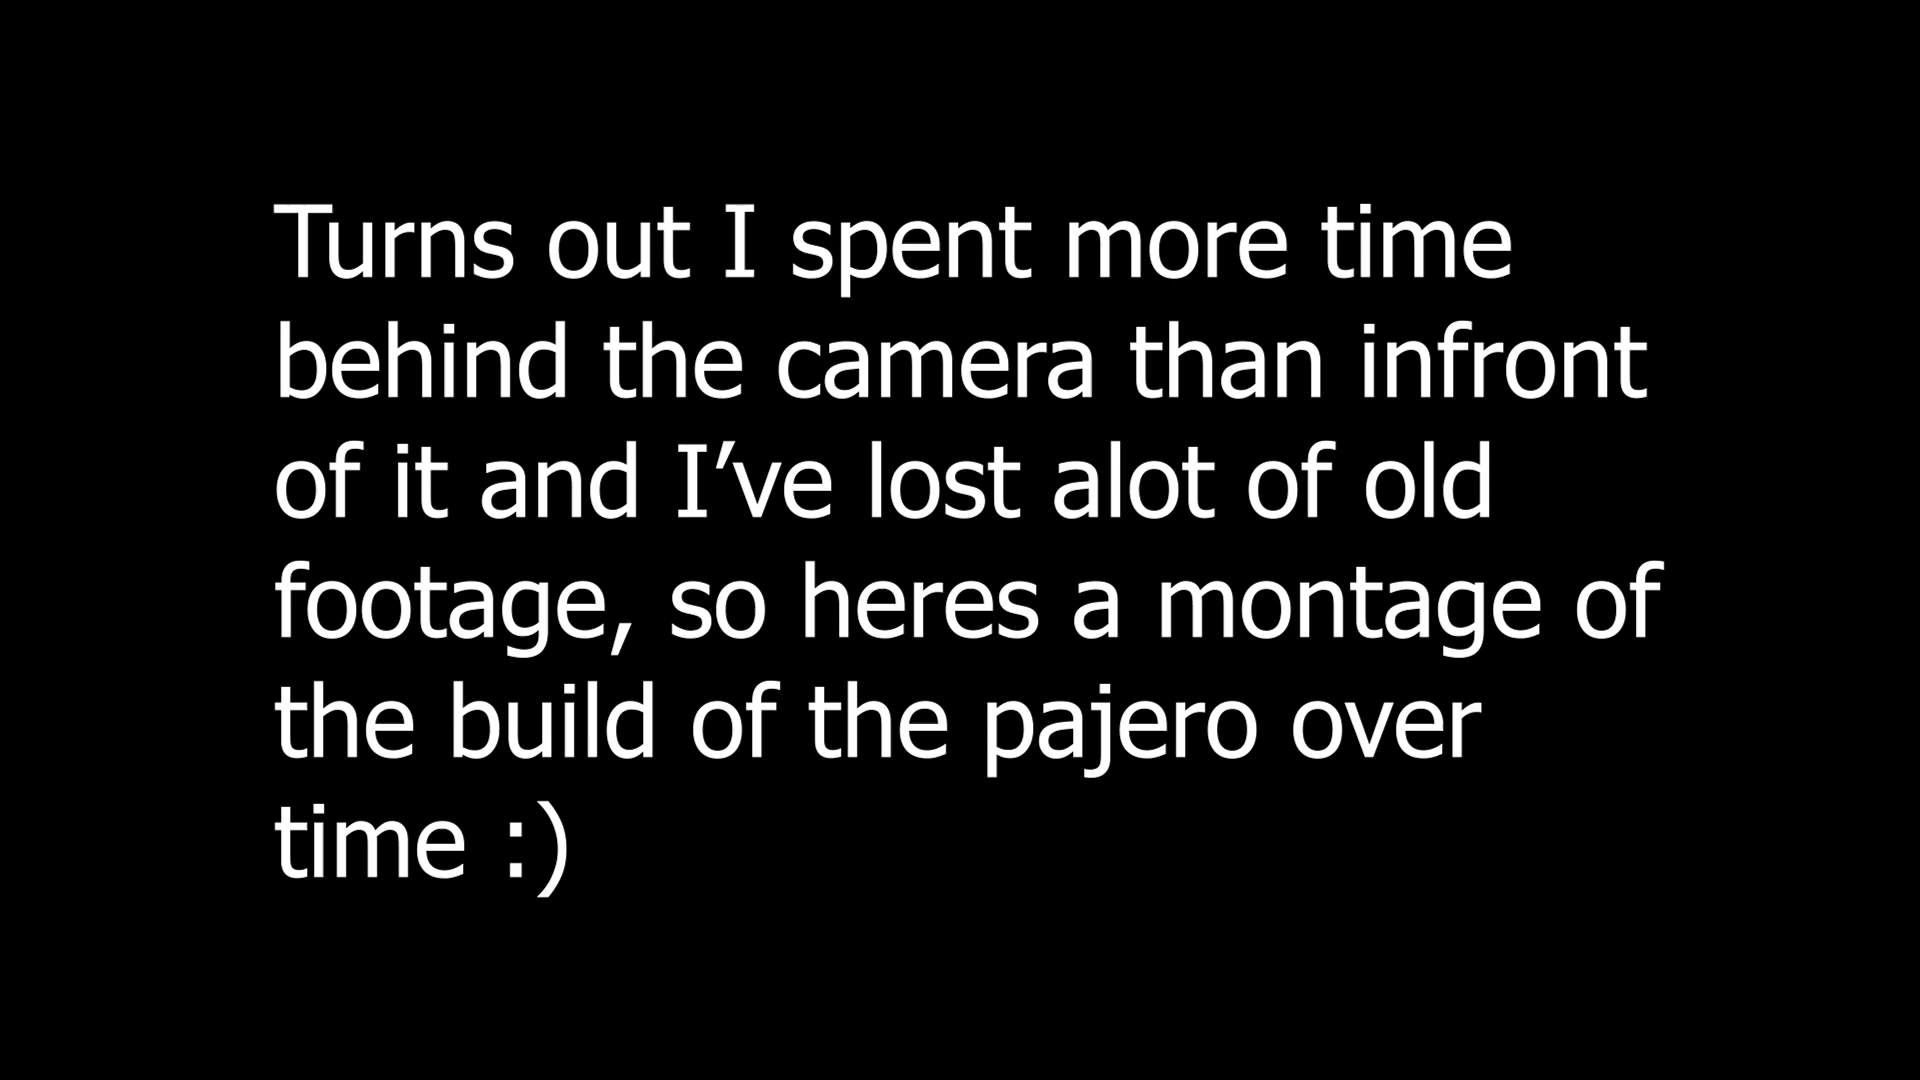 Turns out I spent more time
behind the camera than infront
of it and I’ve lost alot of old
footage, so heres a montage of
the build of the pajero over
time :)